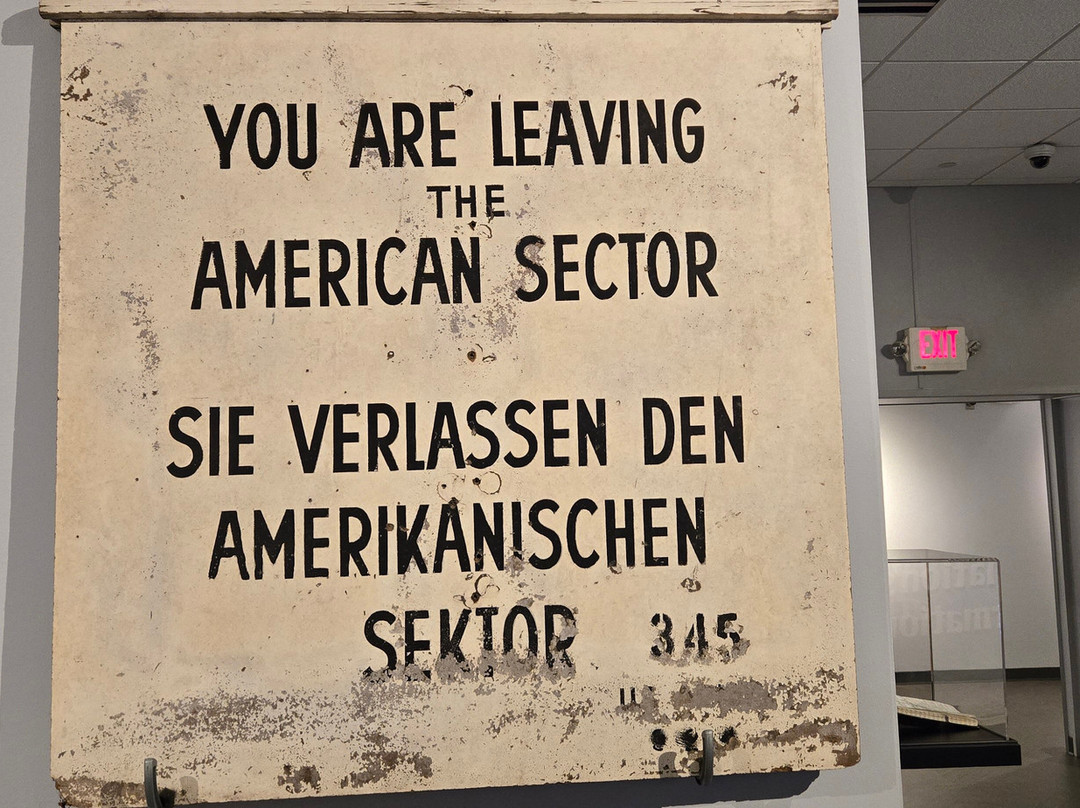 YOU ARE LEAVING
THE
AMERICAN SECTOR
SIE VERLASSEN DEN
AMERIKANISCHEN
SEKTOR 345
EXIT